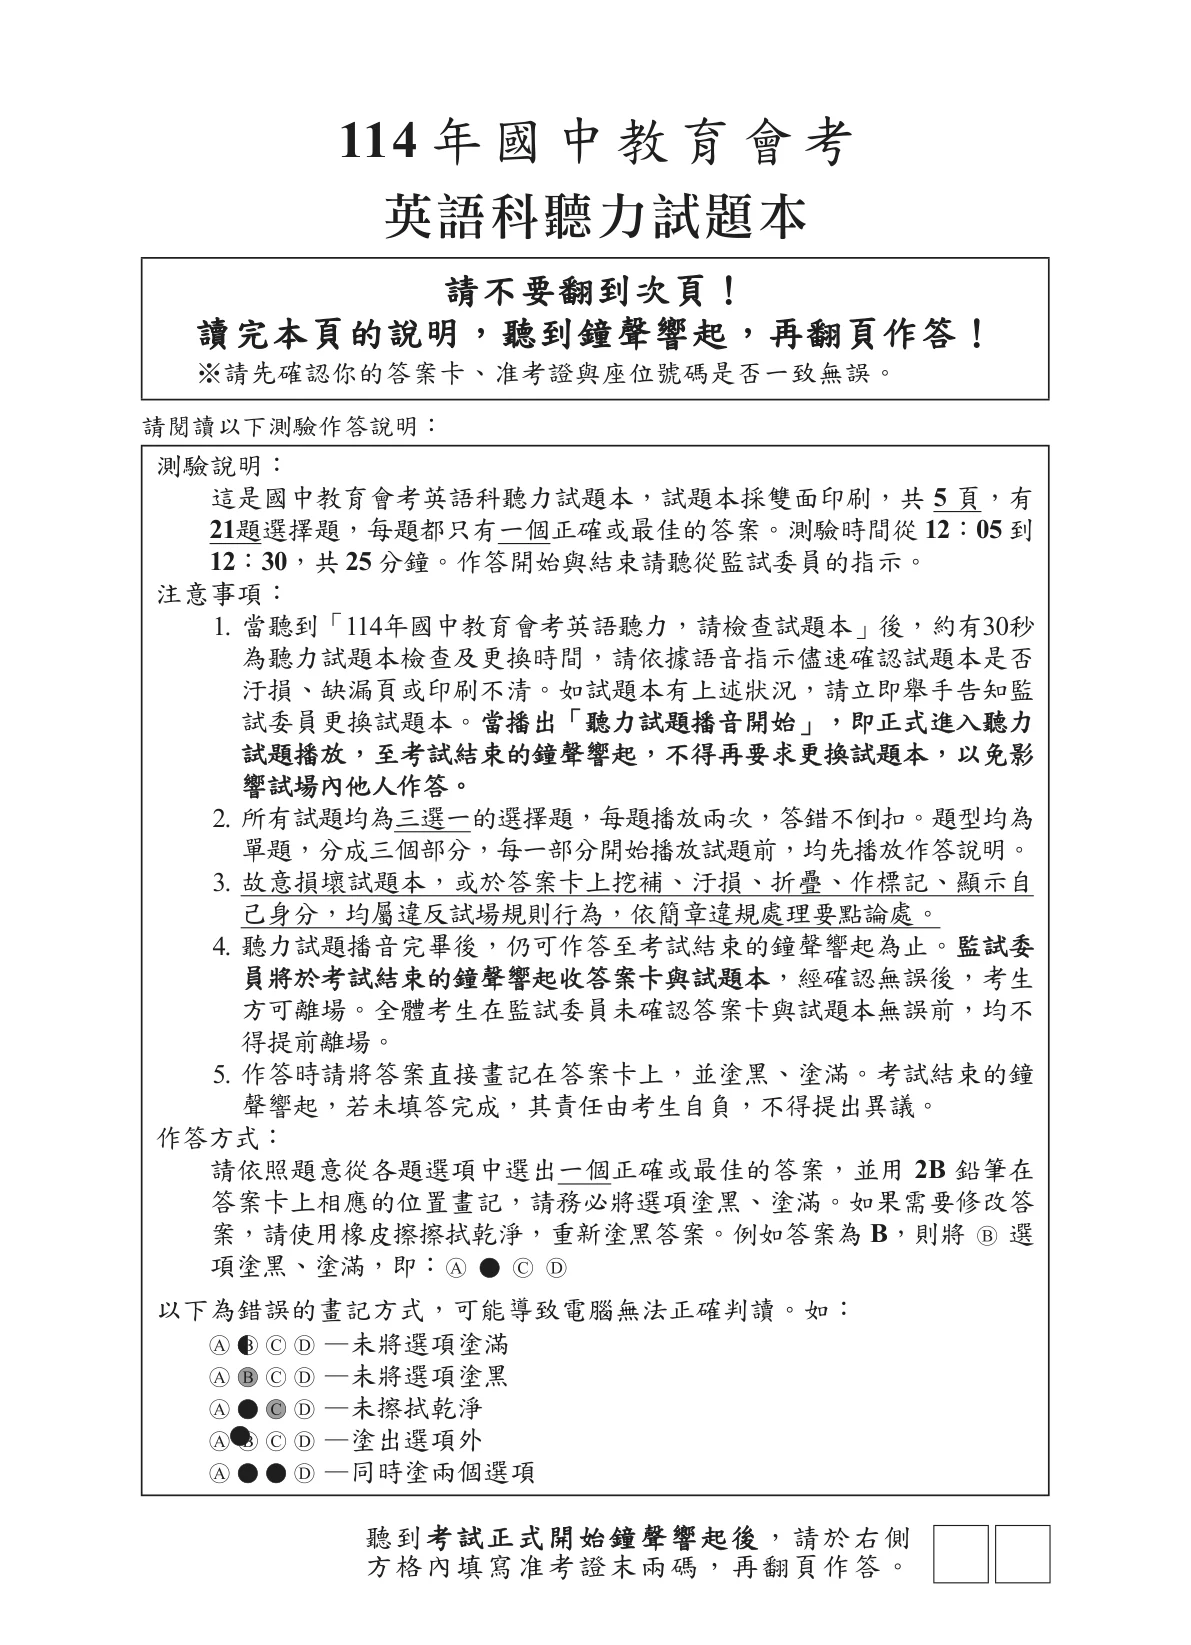 114年國中教育會考
英語科聽力試題本
請不要翻到次頁！
讀完本頁的說明，聽到鐘聲響起，再翻頁作答！
※請先確認你的答案卡、准考證與座位號碼是否一致無誤。
請閱讀以下測驗作答說明：
測驗說明：
這是國中教育會考英語科聽力試題本，試題本採雙面印刷，共 5 頁，有
21題選擇題，每題都只有一個正確或最佳的答案。測驗時間從 12：05 到
12：30，共 25 分鐘。作答開始與結束請聽從監試委員的指示。
注意事項：
1. 當聽到「114年國中教育會考英語聽力，請檢查試題本」後，約有30秒
為聽力試題本檢查及更換時間，請依據語音指示儘速確認試題本是否
汙損、缺漏頁或印刷不清。如試題本有上述狀況，請立即舉手告知監
試委員更換試題本。當播出「聽力試題播音開始」，即正式進入聽力
試題播放，至考試結束的鐘聲響起，不得再要求更換試題本，以免影
響試場內他人作答。
2. 所有試題均為三選一的選擇題，每題播放兩次，答錯不倒扣。題型均為
單題，分成三個部分，每一部分開始播放試題前，均先播放作答說明。
3. 故意損壞試題本，或於答案卡上挖補、汙損、折疊、作標記、顯示自
己身分，均屬違反試場規則行為，依簡章違規處理要點論處。
4. 聽力試題播音完畢後，仍可作答至考試結束的鐘聲響起為止。監試委
員將於考試結束的鐘聲響起收答案卡與試題本，經確認無誤後，考生
方可離場。全體考生在監試委員未確認答案卡與試題本無誤前，均不
得提前離場。
5. 作答時請將答案直接畫記在答案卡上，並塗黑、塗滿。考試結束的鐘
聲響起，若未填答完成，其責任由考生自負，不得提出異議。
作答方式：
請依照題意從各題選項中選出一個正確或最佳的答案，並用 2B 鉛筆在
答案卡上相應的位置畫記，請務必將選項塗黑、塗滿。如果需要修改答
案，請使用橡皮擦擦拭乾淨，重新塗黑答案。例如答案為 B，則將 Ⓑ 選
項塗黑、塗滿，即：Ⓐ ● Ⓒ Ⓓ
以下為錯誤的畫記方式，可能導致電腦無法正確判讀。如：
Ⓐ Ⓑ Ⓒ Ⓓ —未將選項塗滿
Ⓐ Ⓑ Ⓒ Ⓓ —未將選項塗黑
Ⓐ ● Ⓒ Ⓓ —未擦拭乾淨
Ⓐ Ⓑ Ⓒ Ⓓ —塗出選項外
Ⓐ ● ● Ⓓ —同時塗兩個選項
聽到考試正式開始鐘聲響起後，請於右側
方格內填寫准考證末兩碼，再翻頁作答。